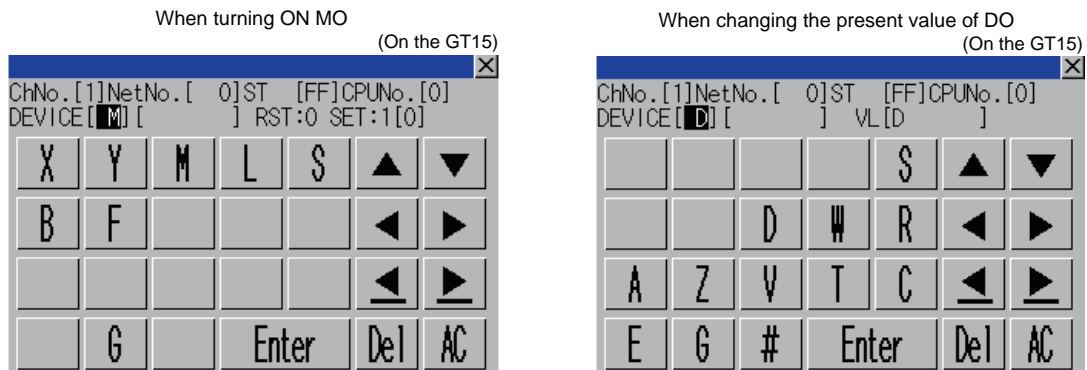 When turning ON MO
(On the GT15)
ChNo.[1]NetNo.[ 0]ST [FF]CPUNo.[0]
DEVICE[ M][ ] RST:0 SET:1[0]
X Y M L S ▲ ▼
B F ◀ ▶
◀ ▶
G Enter Del AC
When changing the present value of DO
(On the GT15)
ChNo.[1]NetNo.[ 0]ST [FF]CPUNo.[0]
DEVICE[ D][ ] VL[D ]
S ▲ ▼
D W R ◀ ▶
A Z V T C ◀ ▶
E G # Enter Del AC